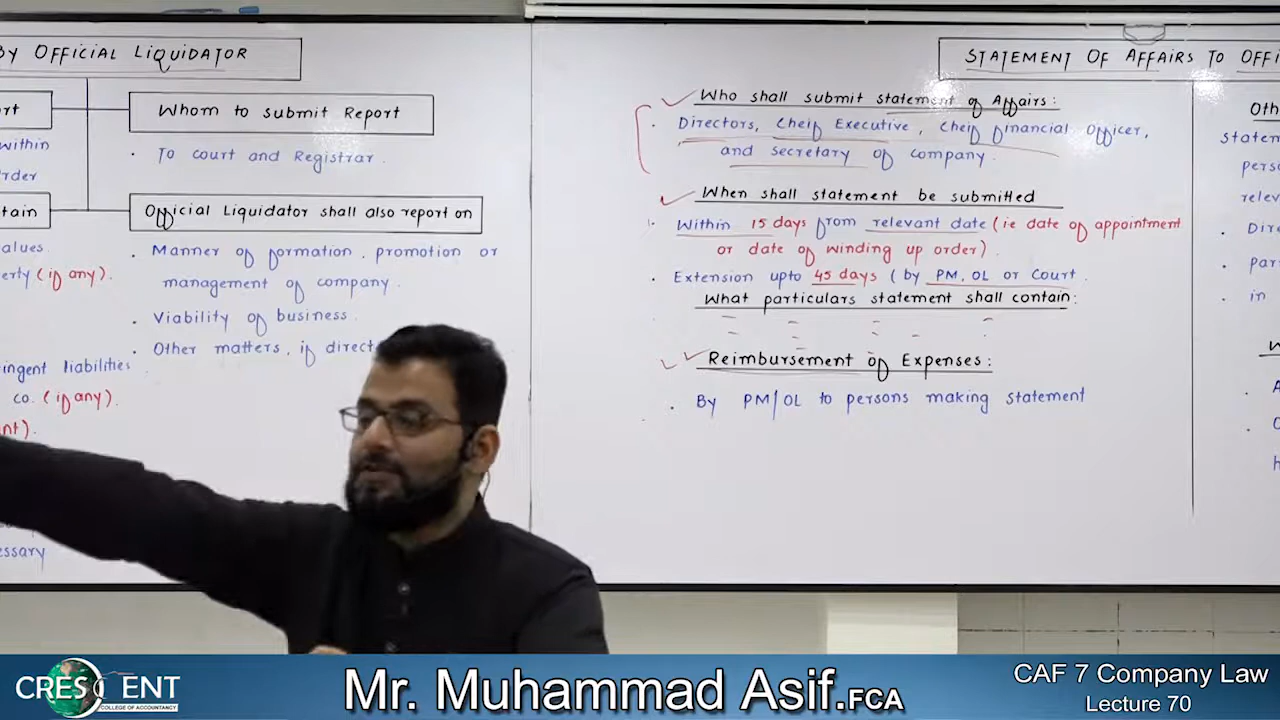 By Official Liquidator
Whom to submit Report
within
To court and Registrar.
order
Official Liquidator shall also report on
values.
Manner of formation, promotion or
erty (if any).
management of company.
Viability of business.
Other matters, if direct
ingent liabilities
co. (if any).
nt).
essary
STATEMENT OF AFFAIRS TO OFFI
Who shall submit statement of Affairs:
Directors, Cheif Executive, Cheif financial Officer,
and secretary of company.
When shall statement be submitted
Within 15 days from relevant date (ie date of appointment
or date of winding up order).
Extension upto 45 days (by PM, OL or Court.
What particulars statement shall contain:
Reimbursement of Expenses:
By PM/OL to persons making statement
Oth
statem
perso
relev
Dire
par
in
CRESCENT
COLLEGE OF ACCOUNTANCY
Mr. Muhammad Asif.FCA
CAF 7 Company Law
Lecture 70